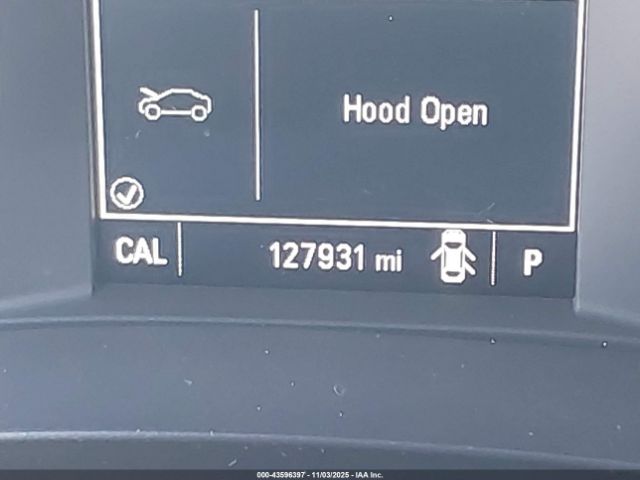 Hood Open
CAL 127931 mi P
000-43596397 - 11/03/2025 - IAA Inc.